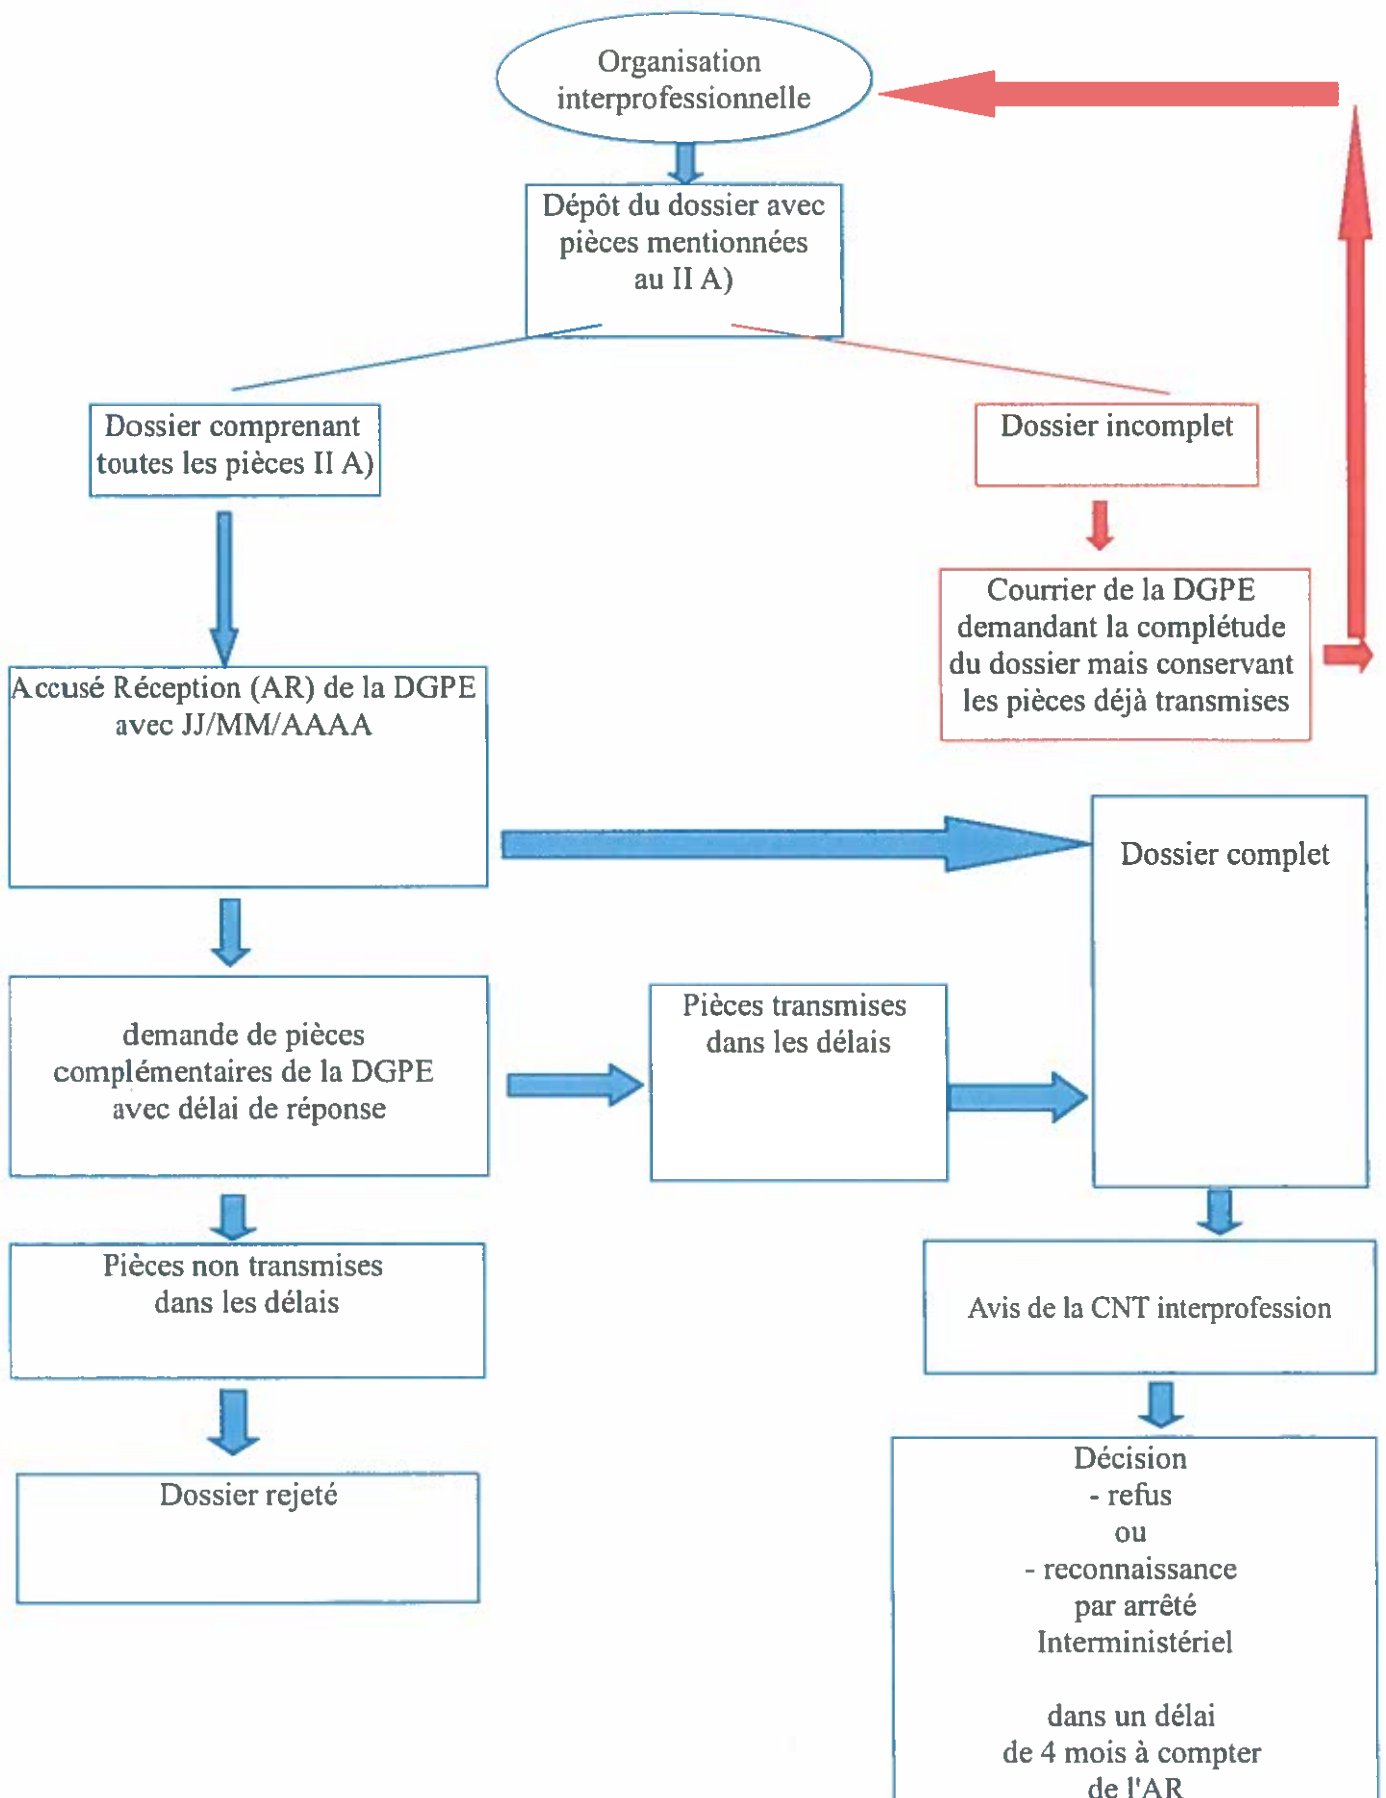 Organisation
interprofessionnelle
Dépôt du dossier avec
pièces mentionnées
au II A)
Dossier comprenant
toutes les pièces II A)
Dossier incomplet
Courrier de la DGPE
demandant la complétude
du dossier mais conservant
les pièces déjà transmises
Accusé Réception (AR) de la DGPE
avec JJ/MM/AAAA
Dossier complet
demande de pièces
complémentaires de la DGPE
avec délai de réponse
Pièces transmises
dans les délais
Pièces non transmises
dans les délais
Avis de la CNT interprofession
Dossier rejeté
Décision
- refus
ou
- reconnaissance
par arrêté
Interministériel
dans un délai
de 4 mois à compter
de l'AR